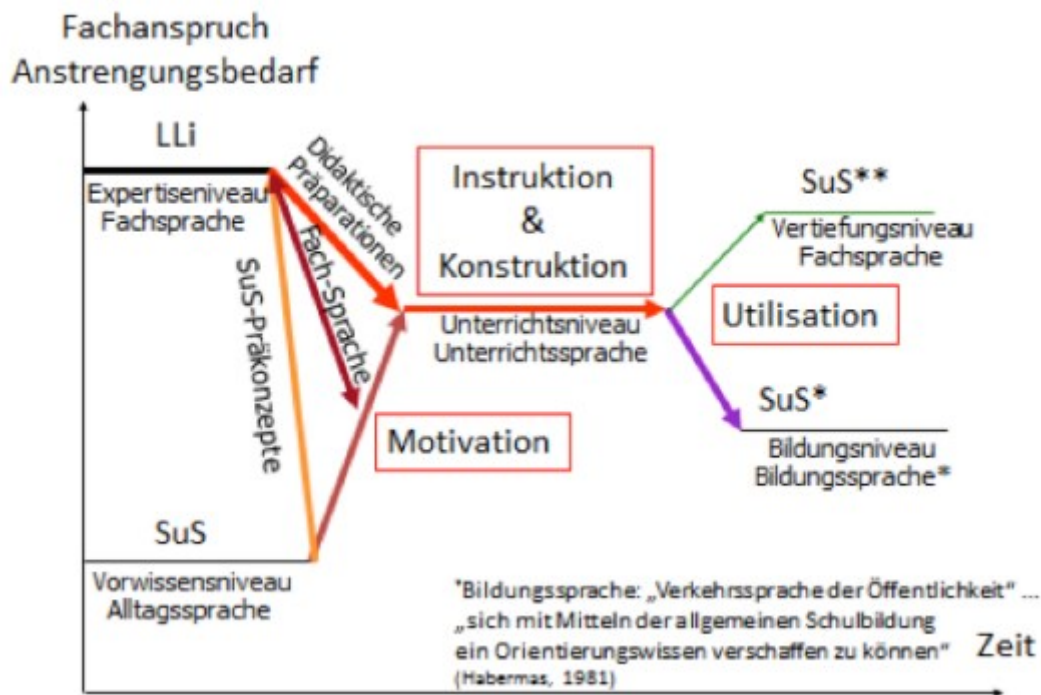 Fachanspruch
Anstrengungsbedarf
LLi
Expertiseniveau
Fachsprache
Didaktische
Präparationen
Fach-Sprache
SuS-Präkonzepte
Instruktion
&
Konstruktion
Unterrichtsniveau
Unterrichtssprache
Motivation
SuS**
Vertiefungsniveau
Fachsprache
Utilisation
SuS*
Bildungsniveau
Bildungssprache*
SuS
Vorwissensniveau
Alltagssprache
*Bildungssprache: „Verkehrssprache der Öffentlichkeit“ ...
„sich mit Mitteln der allgemeinen Schulbildung
ein Orientierungswissen verschaffen zu können“
(Habermas, 1981)
Zeit